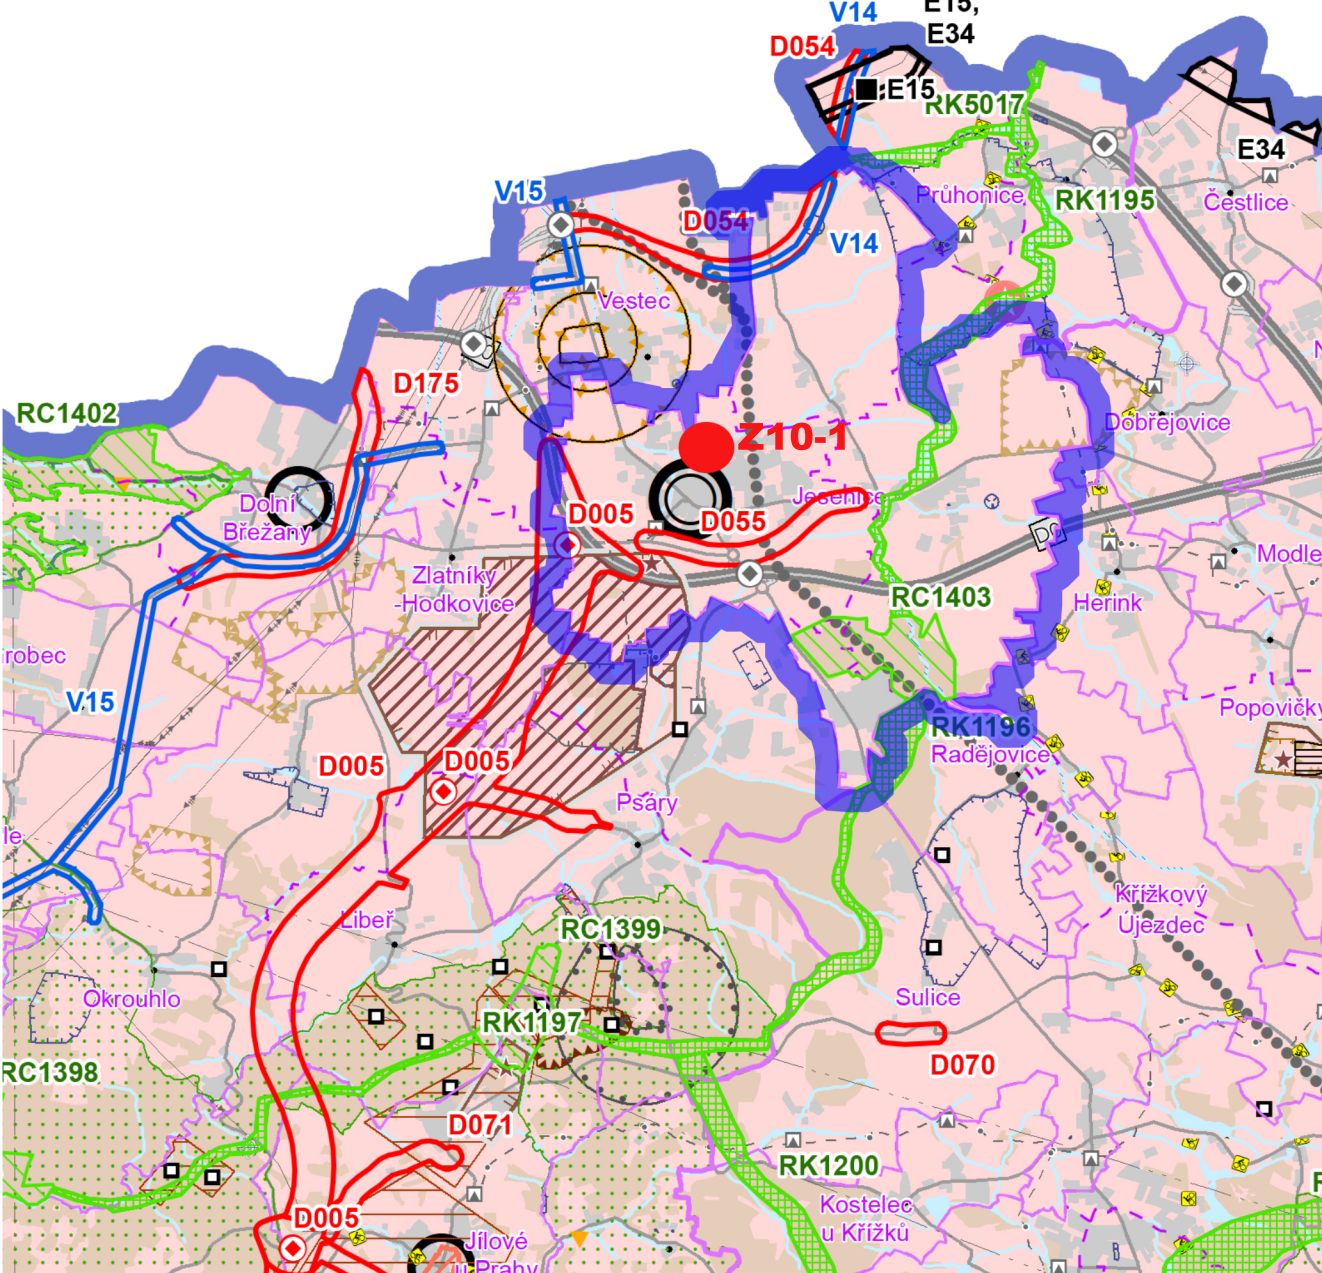 V14
E15,
E34
D054
E15
RK5017
E34
V15
Průhonice
RK1195
Čestlice
D054
V14
Vestec
D175
RC1402
Z10-1
Dobřejovice
Dolní
Břežany
D005
D055
Jesenice
Modle
Zlatníky
-Hodkovice
RC1403
Herink
robec
V15
Popovičky
RK1196
Radějovice
D005
D005
Psáry
le
Křížkový
Újezdec
Libeř
RC1399
Okrouhlo
Sulice
RK1197
RC1398
D070
D071
RK1200
Kostelec
u Křížků
D005
Jílové
u Prahy